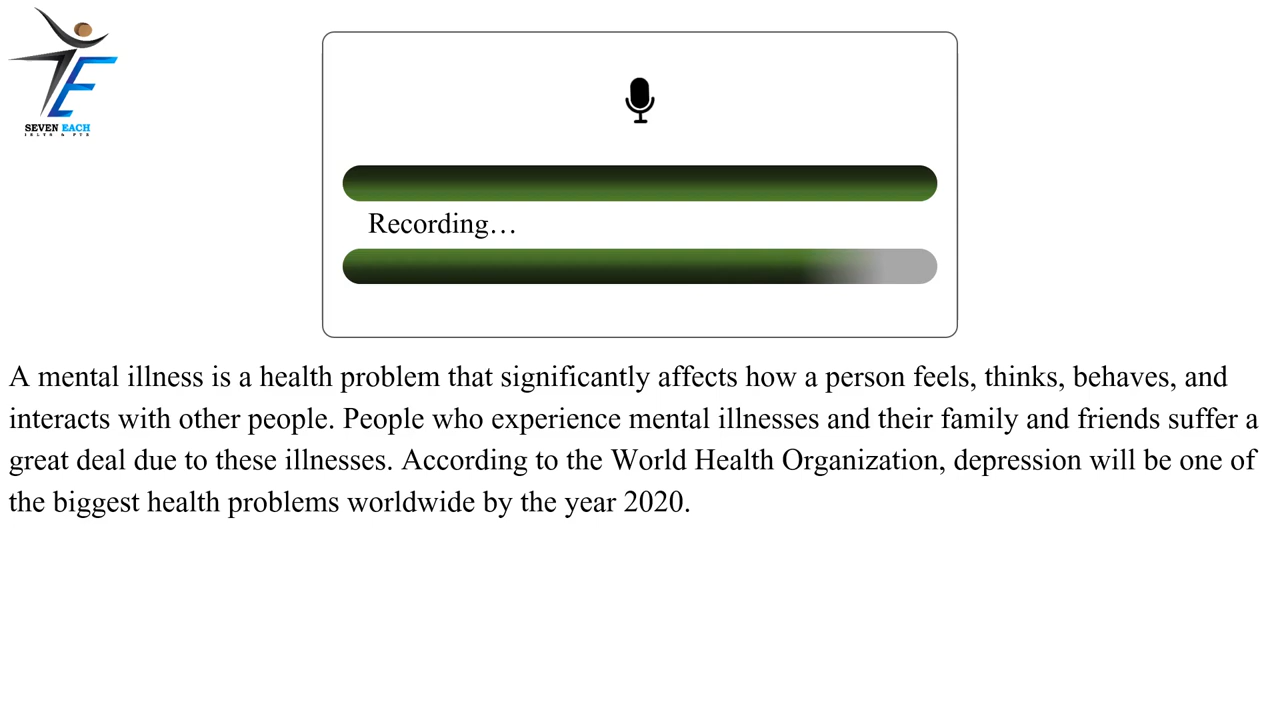 SEVEN EACH
IELTS & PTE
Recording…
A mental illness is a health problem that significantly affects how a person feels, thinks, behaves, and
interacts with other people. People who experience mental illnesses and their family and friends suffer a
great deal due to these illnesses. According to the World Health Organization, depression will be one of
the biggest health problems worldwide by the year 2020.